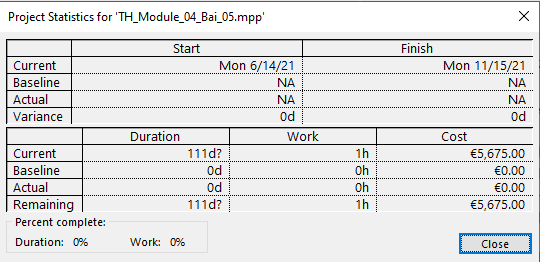 Project Statistics for 'TH_Module_04_Bai_05.mpp'
Start Finish
Current Mon 6/14/21 Mon 11/15/21
Baseline NA NA
Actual NA NA
Variance 0d 0d
Duration Work Cost
Current 111d? 1h €5,675.00
Baseline 0d 0h €0.00
Actual 0d 0h €0.00
Remaining 111d? 1h €5,675.00
Percent complete:
Duration: 0% Work: 0%
Close